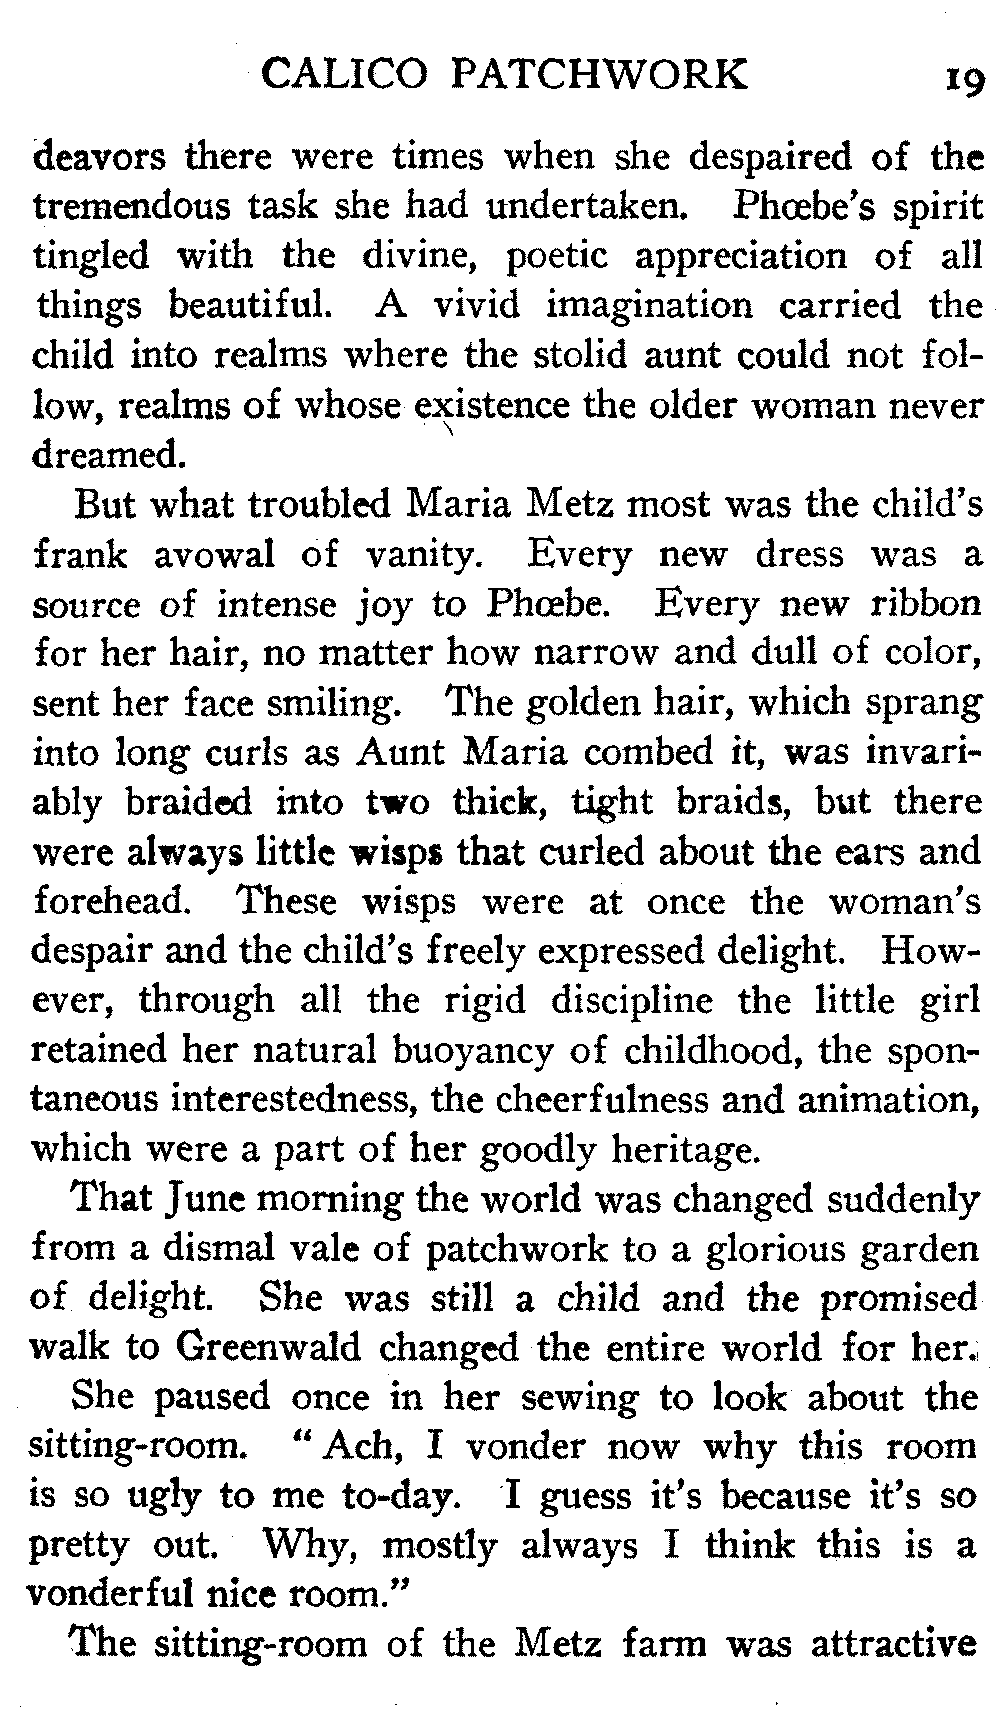 CALICO PATCHWORK 19
deavors there were times when she despaired of the
tremendous task she had undertaken. Phœbe's spirit
tingled with the divine, poetic appreciation of all
things beautiful. A vivid imagination carried the
child into realms where the stolid aunt could not fol-
low, realms of whose existence the older woman never
dreamed.
But what troubled Maria Metz most was the child's
frank avowal of vanity. Every new dress was a
source of intense joy to Phœbe. Every new ribbon
for her hair, no matter how narrow and dull of color,
sent her face smiling. The golden hair, which sprang
into long curls as Aunt Maria combed it, was invari-
ably braided into two thick, tight braids, but there
were always little wisps that curled about the ears and
forehead. These wisps were at once the woman's
despair and the child's freely expressed delight. How-
ever, through all the rigid discipline the little girl
retained her natural buoyancy of childhood, the spon-
taneous interestedness, the cheerfulness and animation,
which were a part of her goodly heritage.
That June morning the world was changed suddenly
from a dismal vale of patchwork to a glorious garden
of delight. She was still a child and the promised
walk to Greenwald changed the entire world for her.
She paused once in her sewing to look about the
sitting-room. "Ach, I vonder now why this room
is so ugly to me to-day. I guess it's because it's so
pretty out. Why, mostly always I think this is a
vonderful nice room."
The sitting-room of the Metz farm was attractive